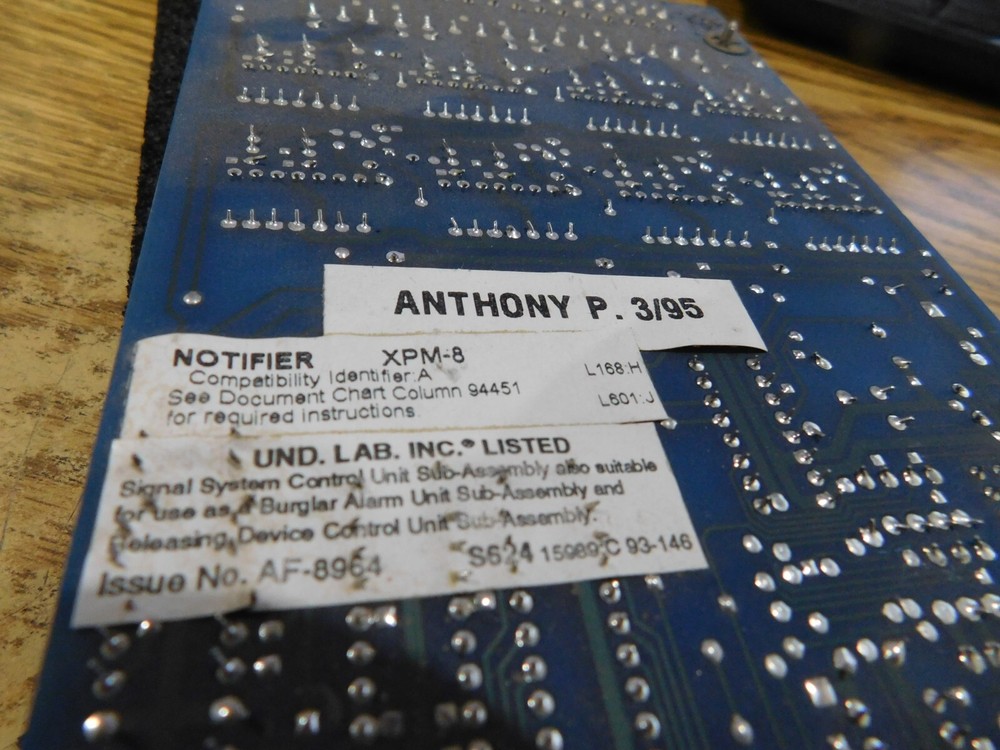 ANTHONY P. 3/95
NOTIFIER XPM-8
Compatibility Identifier:A L168:H
See Document Chart Column 94451
for required instructions. L601:J
UND. LAB. INC.® LISTED
Signal System Control Unit Sub-Assembly also suitable
for use as a Burglar Alarm Unit Sub-Assembly and
Releasing Device Control Unit Sub-Assembly.
Issue No. AF-8964 S624 15989:C 93-146